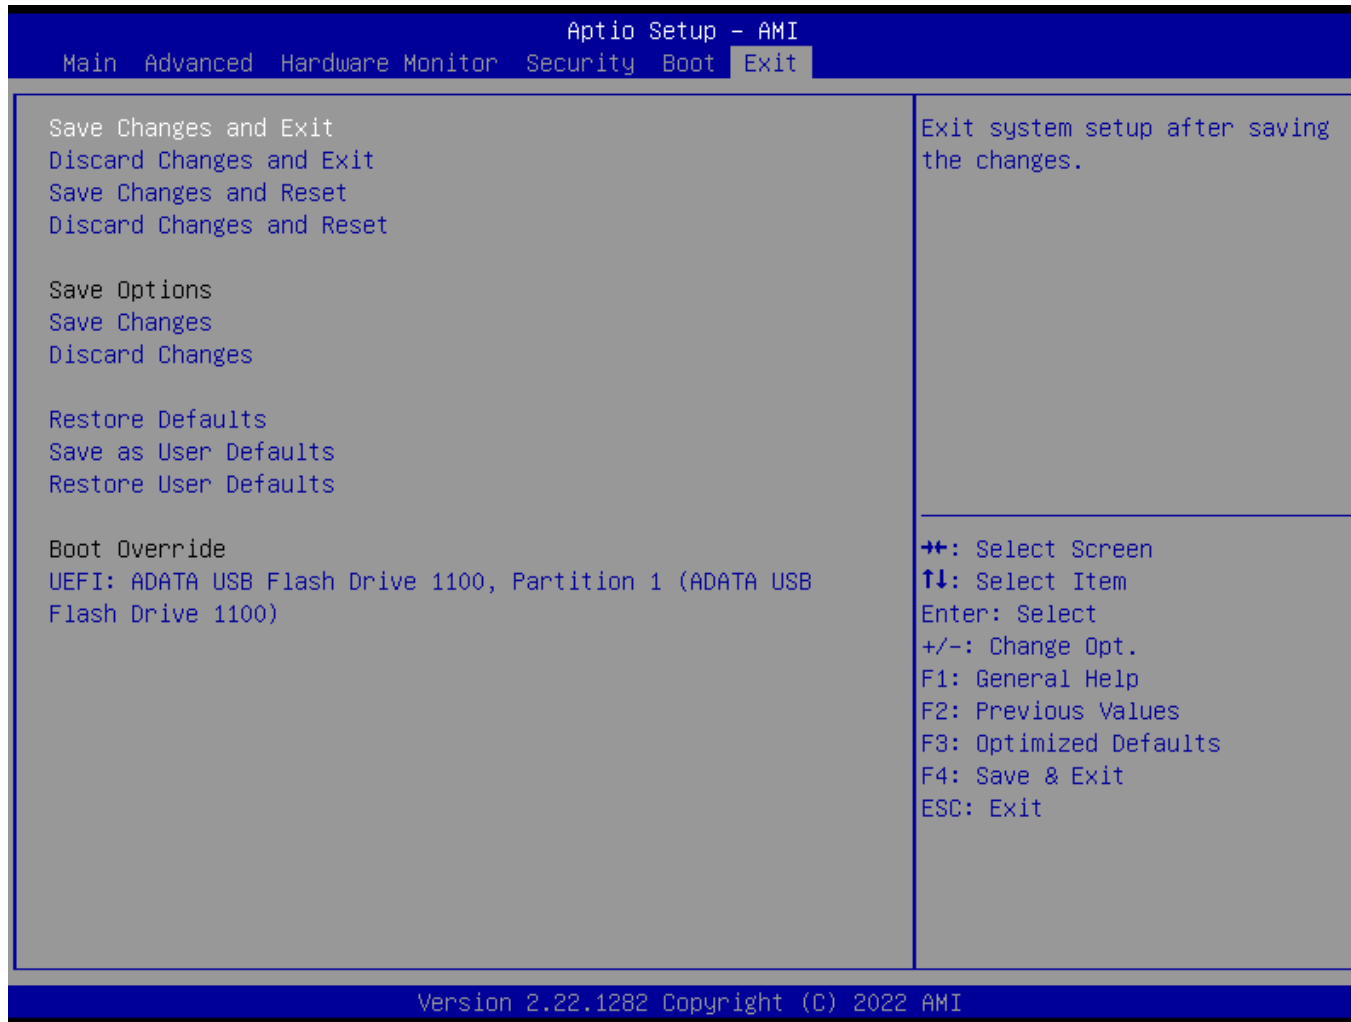 Aptio Setup – AMI
Main Advanced Hardware Monitor Security Boot Exit
Save Changes and Exit
Discard Changes and Exit
Save Changes and Reset
Discard Changes and Reset
Save Options
Save Changes
Discard Changes
Restore Defaults
Save as User Defaults
Restore User Defaults
Boot Override
UEFI: ADATA USB Flash Drive 1100, Partition 1 (ADATA USB
Flash Drive 1100)
Exit system setup after saving
the changes.
→←: Select Screen
↑↓: Select Item
Enter: Select
+/-: Change Opt.
F1: General Help
F2: Previous Values
F3: Optimized Defaults
F4: Save & Exit
ESC: Exit
Version 2.22.1282 Copyright (C) 2022 AMI